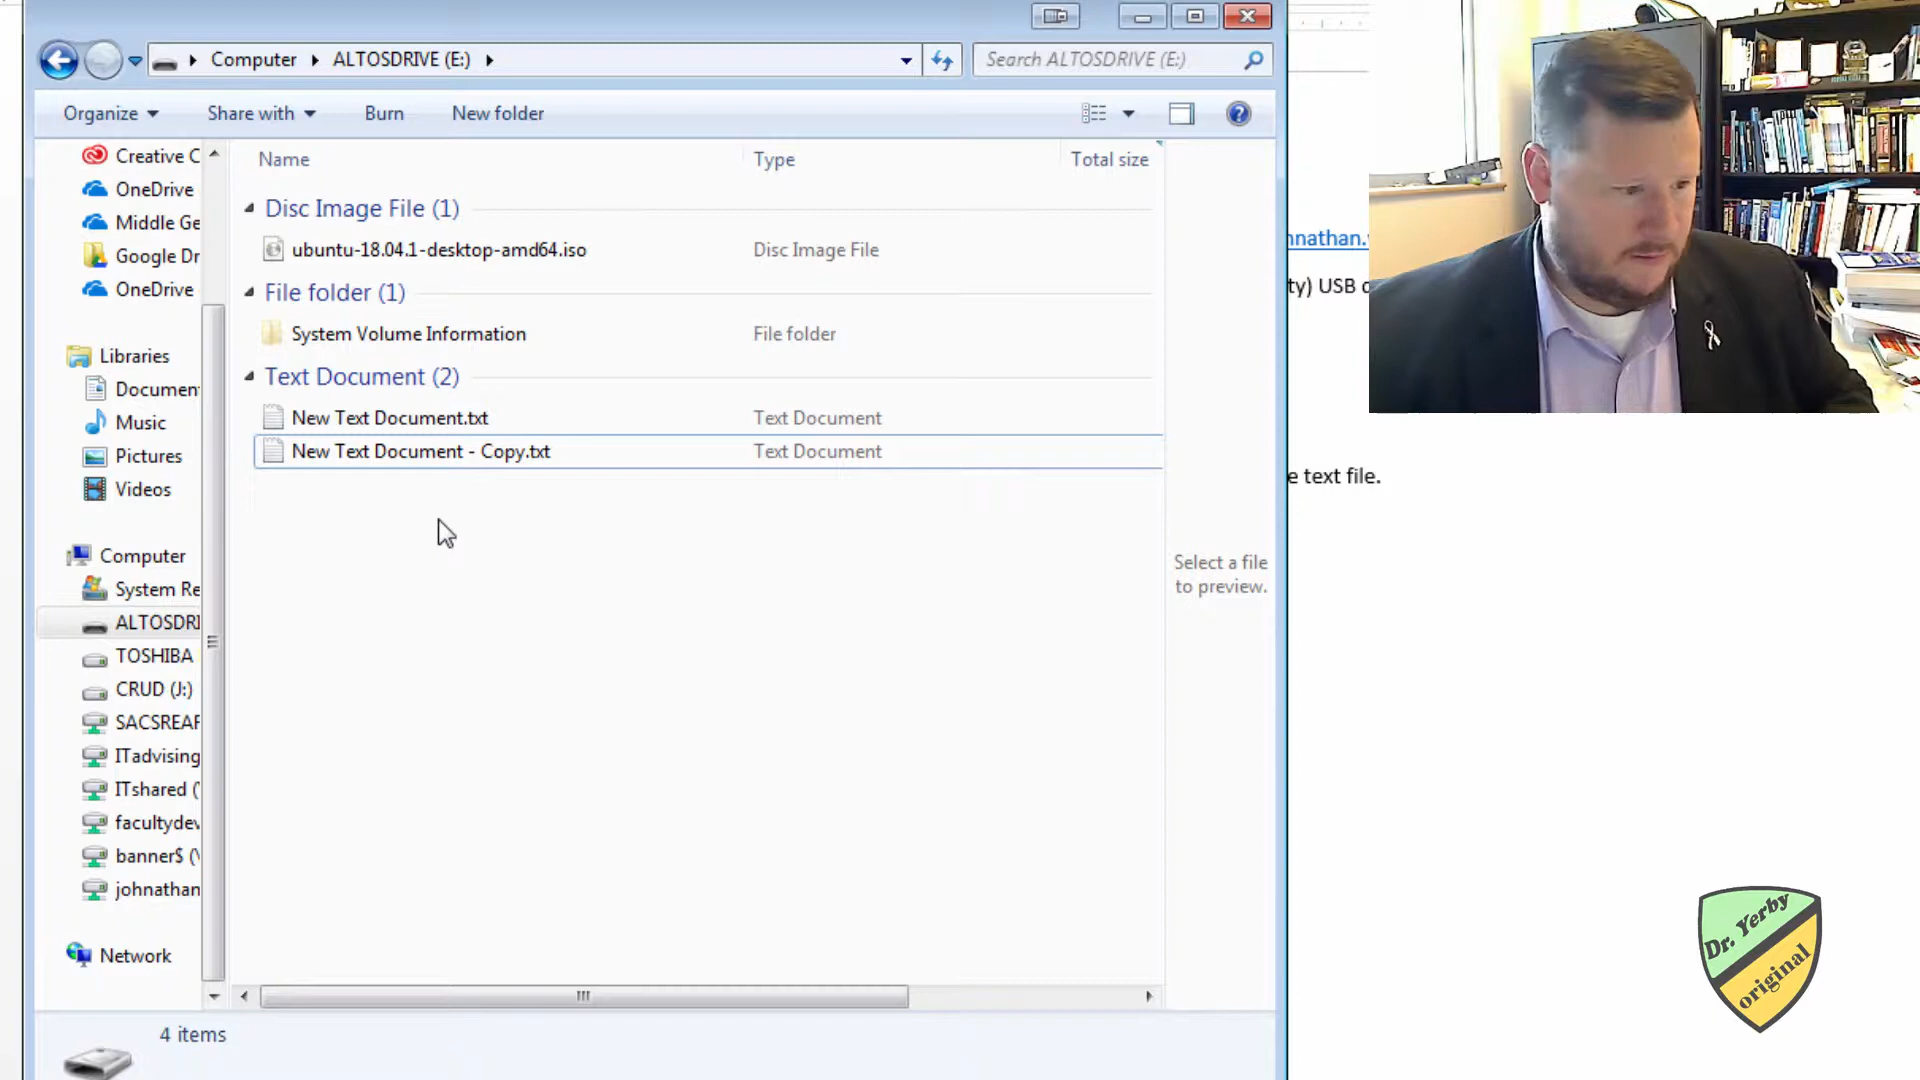 Computer ALTOSDRIVE (E:)
Search ALTOSDRIVE (E:)
Organize Share with Burn New folder
Name Type Total size
Creative C
OneDrive
Middle Ge
Google Dr
OneDrive
Libraries
Documen
Music
Pictures
Videos
Computer
System Re
ALTOSDRI
TOSHIBA
CRUD (J:)
SACSREAF
ITadvising
ITshared (
facultydev
banner$ (\
johnathan
Network
Disc Image File (1)
ubuntu-18.04.1-desktop-amd64.iso Disc Image File
File folder (1)
System Volume Information File folder
Text Document (2)
New Text Document.txt Text Document
New Text Document - Copy.txt Text Document
Select a file
to preview.
4 items
hnathan.
ty) USB
e text file.
Dr. Yerby
original